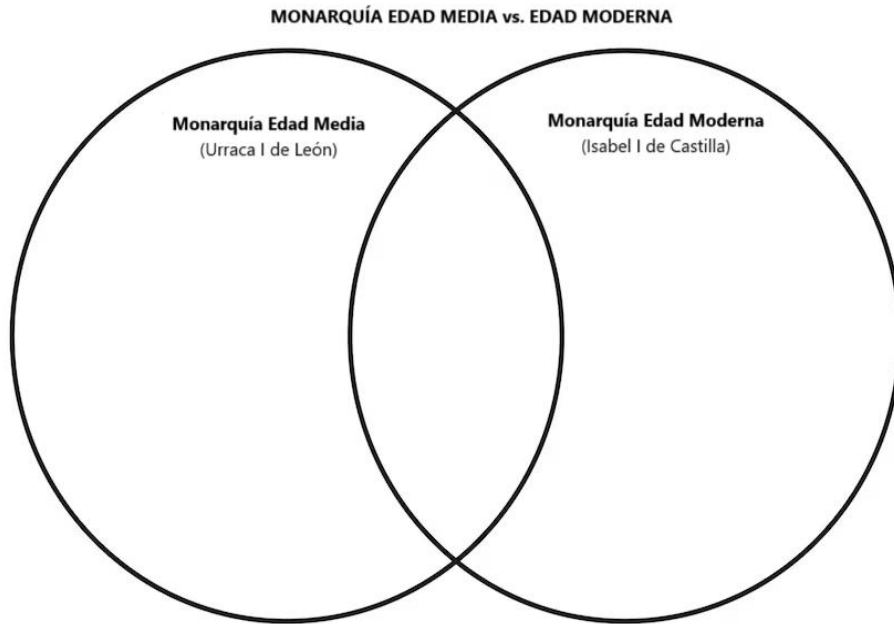 MONARQUÍA EDAD MEDIA vs. EDAD MODERNA
Monarquía Edad Media
(Urraca I de León)
Monarquía Edad Moderna
(Isabel I de Castilla)